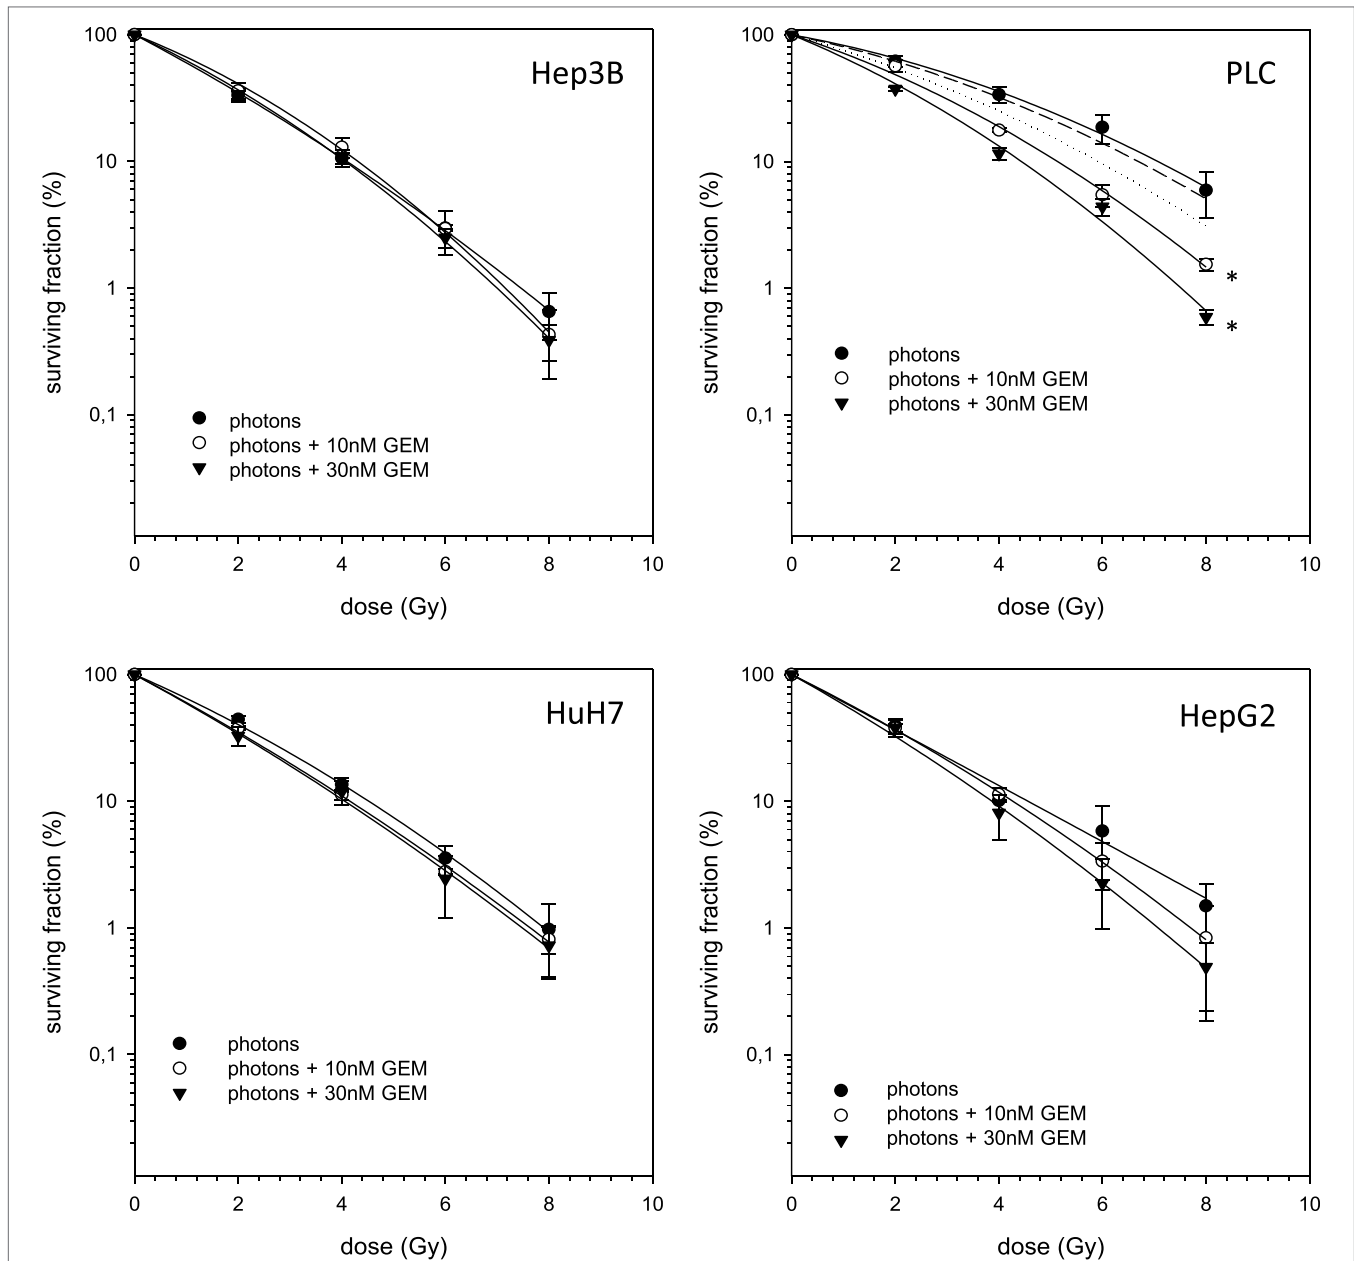 Hep3B
surviving fraction (%)
100
10
1
0,1
photons
photons + 10nM GEM
photons + 30nM GEM
0 2 4 6 8 10
dose (Gy)
PLC
surviving fraction (%)
100
10
1
0,1
*
*
photons
photons + 10nM GEM
photons + 30nM GEM
0 2 4 6 8 10
dose (Gy)
HuH7
surviving fraction (%)
100
10
1
0,1
photons
photons + 10nM GEM
photons + 30nM GEM
0 2 4 6 8 10
dose (Gy)
HepG2
surviving fraction (%)
100
10
1
0,1
photons
photons + 10nM GEM
photons + 30nM GEM
0 2 4 6 8 10
dose (Gy)